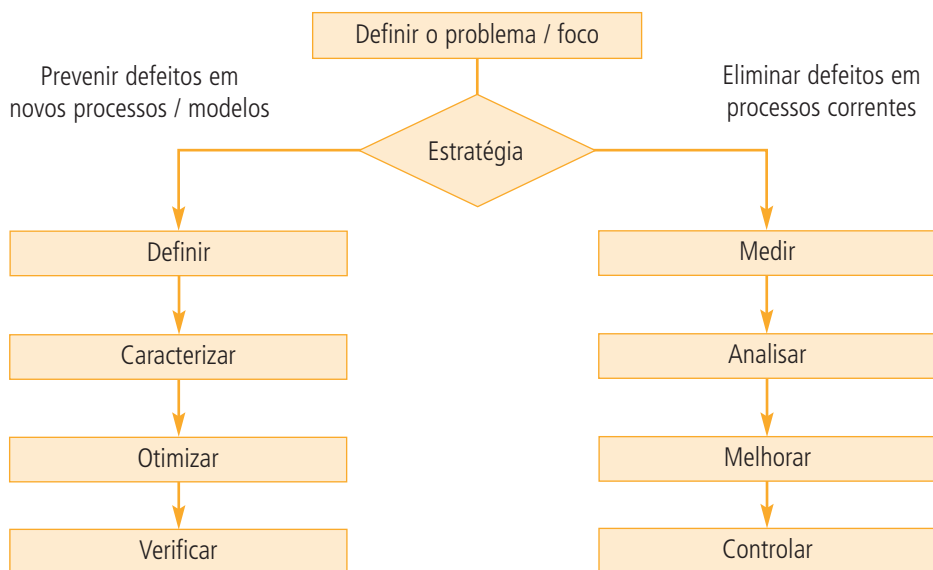 Definir o problema / foco
Prevenir defeitos em
novos processos / modelos
Eliminar defeitos em
processos correntes
Estratégia
Definir
Caracterizar
Otimizar
Verificar
Medir
Analisar
Melhorar
Controlar